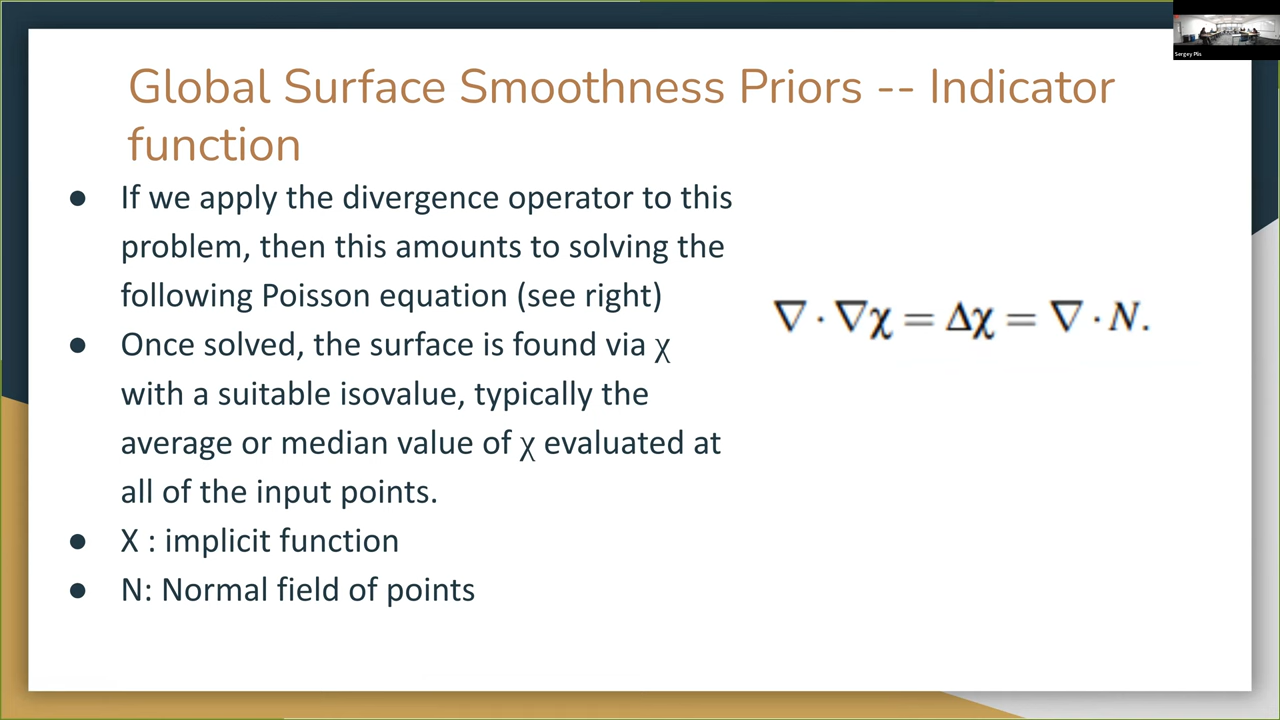 Sergey Plis
Global Surface Smoothness Priors -- Indicator
function
● If we apply the divergence operator to this
problem, then this amounts to solving the
following Poisson equation (see right)
● Once solved, the surface is found via χ
with a suitable isovalue, typically the
average or median value of χ evaluated at
all of the input points.
● X : implicit function
● N: Normal field of points
∇ · ∇χ = Δχ = ∇ · N.